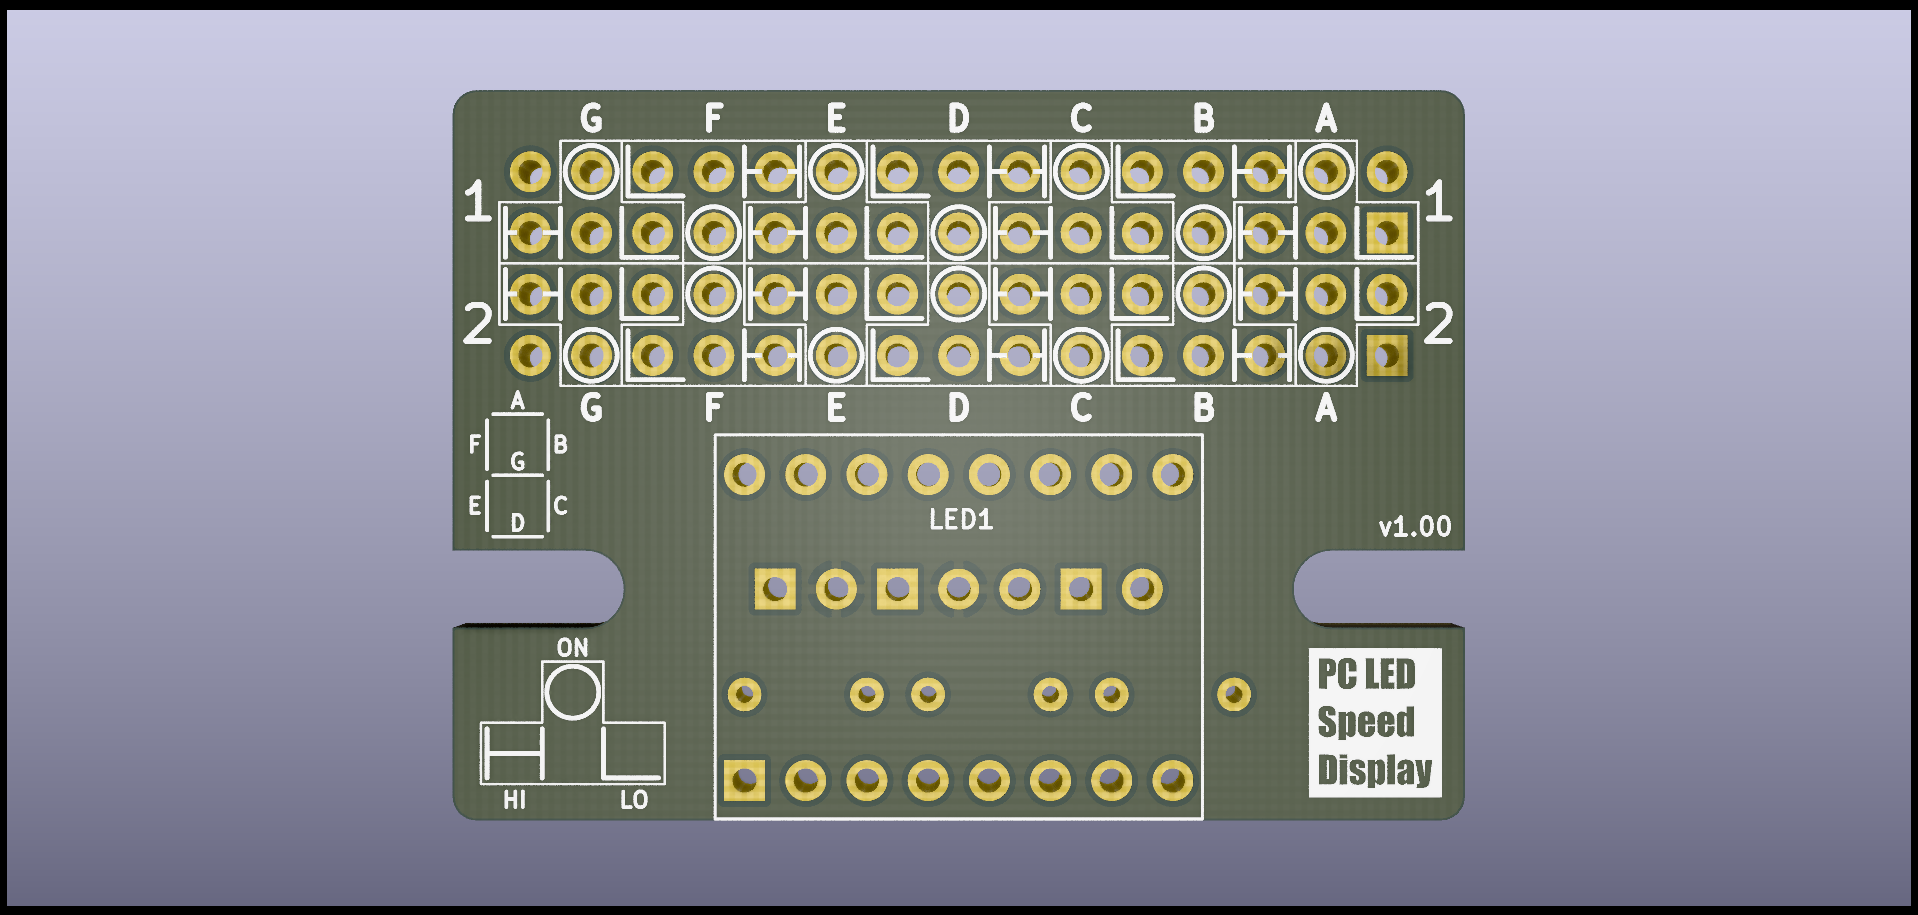 G F E D C B A
1 1
2 2
G F E D C B A
A
F B
G
E C
D
LED1
v1.00
ON
HI LO
PC LED
Speed
Display